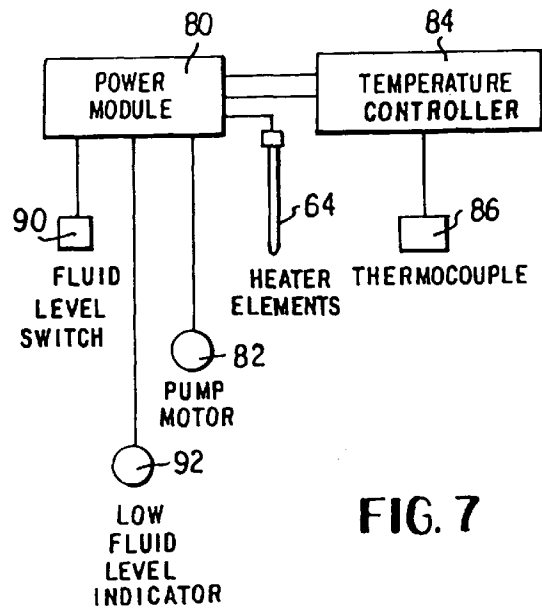 80
POWER
MODULE
84
TEMPERATURE
CONTROLLER
90
FLUID
LEVEL
SWITCH
64
HEATER
ELEMENTS
86
THERMOCOUPLE
82
PUMP
MOTOR
92
LOW
FLUID
LEVEL
INDICATOR
FIG. 7